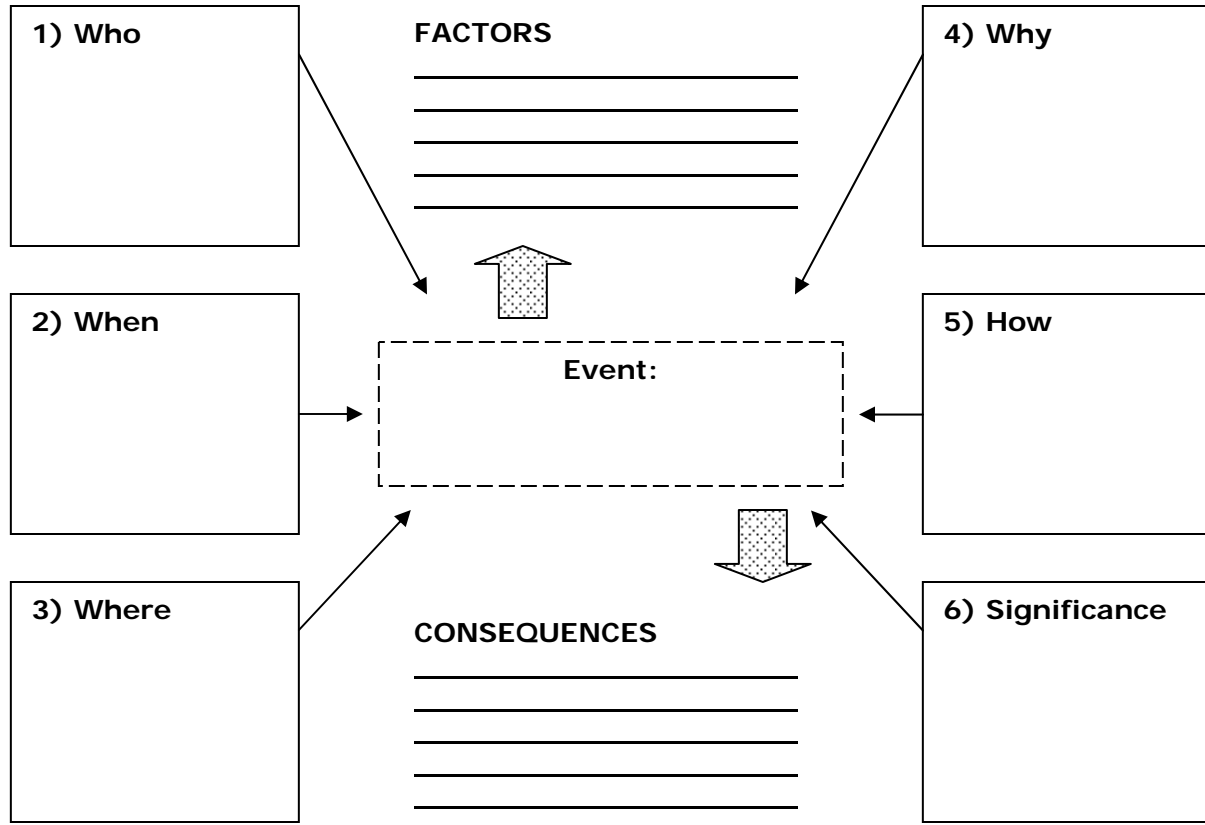 1) Who
FACTORS
4) Why
2) When
Event:
5) How
3) Where
CONSEQUENCES
6) Significance